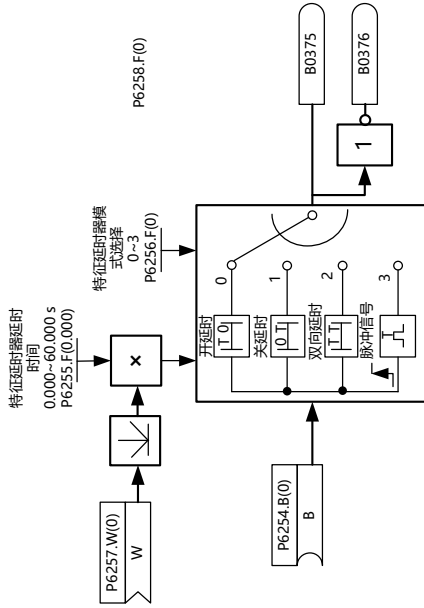 特征延时器延时
时间
0.000~60.000 s
P6255.F(0.000)
特征延时器模
式选择
0~3
P6256.F(0)
P6258.F(0)
P6257.W(0)
W
×
P6254.B(0)
B
开延时
T 0
0
关延时
0 T
1
双向延时
T T
2
脉冲信号
3
1
B0375
B0376